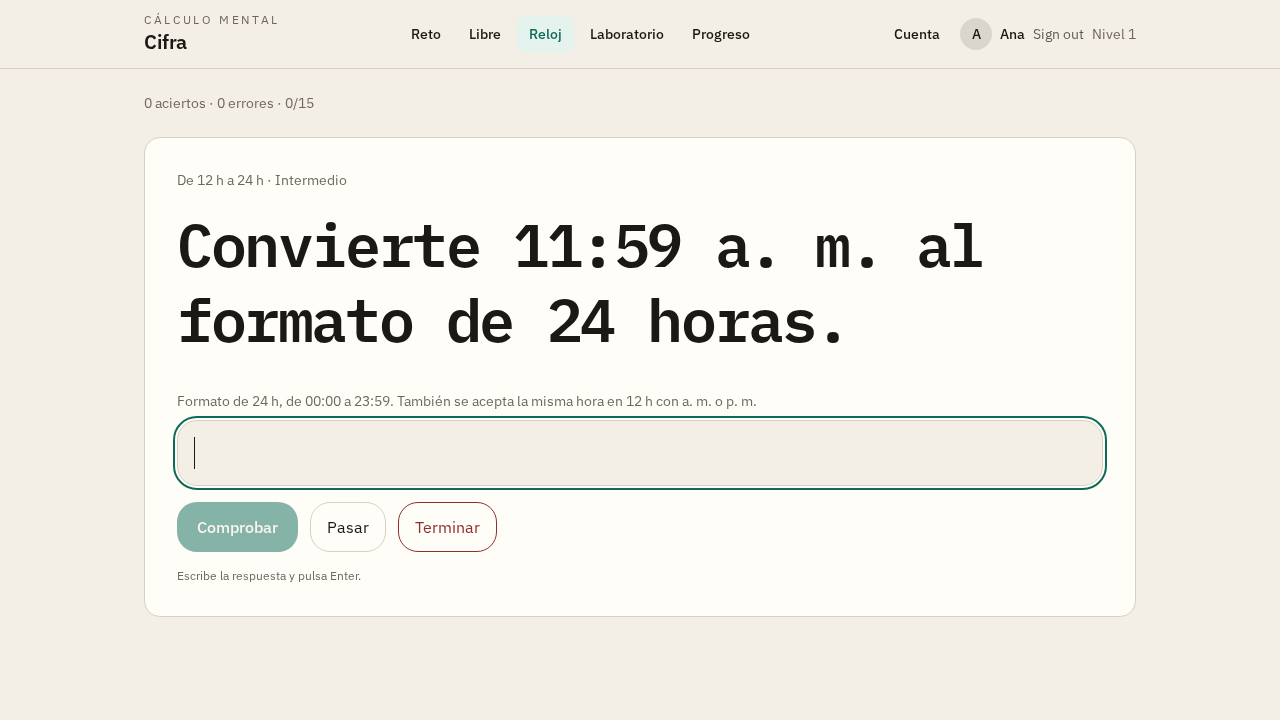 CÁLCULO MENTAL
Cifra
Reto Libre Reloj Laboratorio Progreso
Cuenta A Ana Sign out Nivel 1
0 aciertos · 0 errores · 0/15
De 12 h a 24 h · Intermedio
Convierte 11:59 a. m. al
formato de 24 horas.
Formato de 24 h, de 00:00 a 23:59. También se acepta la misma hora en 12 h con a. m. o p. m.
Comprobar Pasar Terminar
Escribe la respuesta y pulsa Enter.